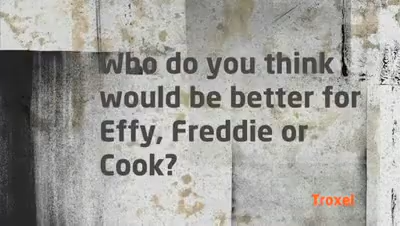 Who do you think
would be better for
Effy, Freddie or
Cook?
Troxel